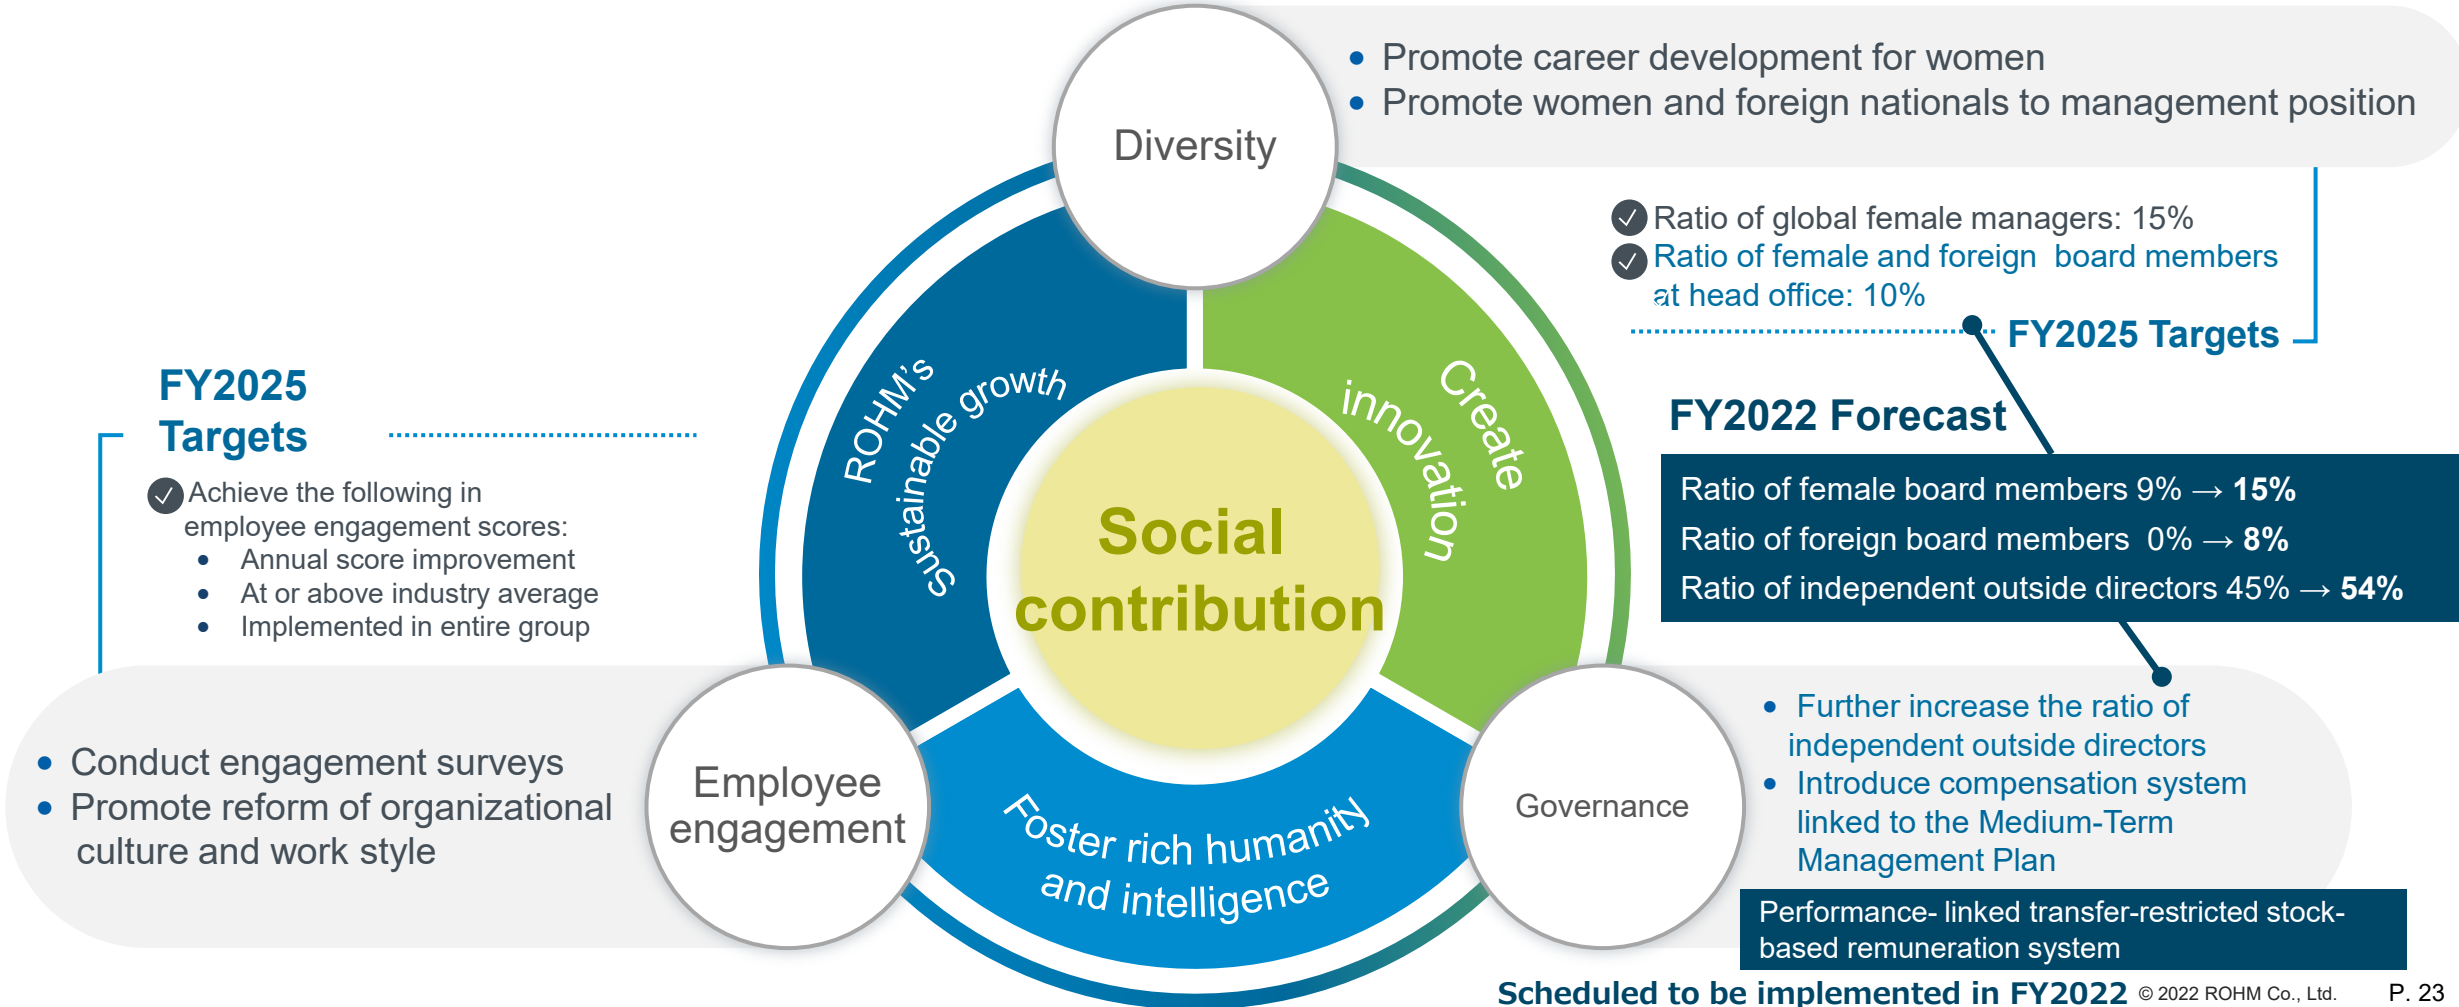 Diversity
• Promote career development for women
• Promote women and foreign nationals to management position
Ratio of global female managers: 15%
Ratio of female and foreign board members
at head office: 10%
FY2025 Targets
FY2022 Forecast
Ratio of female board members 9% → 15%
Ratio of foreign board members 0% → 8%
Ratio of independent outside directors 45% → 54%
FY2025
Targets
Achieve the following in
employee engagement scores:
• Annual score improvement
• At or above industry average
• Implemented in entire group
ROHM's
Sustainable growth
Create
innovation
Social
contribution
Foster rich humanity
and intelligence
Employee
engagement
• Conduct engagement surveys
• Promote reform of organizational
culture and work style
Governance
• Further increase the ratio of
independent outside directors
• Introduce compensation system
linked to the Medium-Term
Management Plan
Performance- linked transfer-restricted stock-
based remuneration system
Scheduled to be implemented in FY2022
© 2022 ROHM Co., Ltd.
P. 23